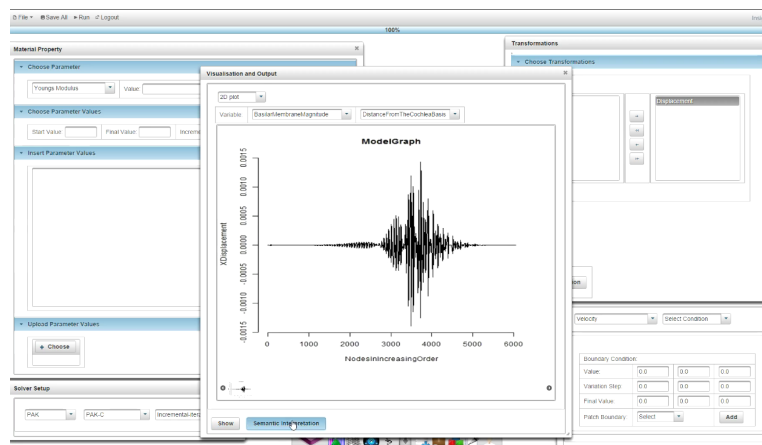 File Save All Run Logout
100%
Material Property
Choose Parameter
Youngs Modulus Value:
Choose Parameter Values
Start Value: Final Value:
Insert Parameter Values
Upload Parameter Values
+ Choose
Solver Setup
PAK PAK-C
Visualisation and Output
2D plot
Variable BasilarMembraneMagnitude DistanceFromTheCochleaBasis
ModelGraph
XDisplacement
0.0015
0.0010
0.0005
0.0000
-0.0005
-0.0010
-0.0015
0 1000 2000 3000 4000 5000 6000
NodesInIncreasingOrder
Show Semantic Interpretation
Transformations
Choose Transformations
Displacement
Velocity Select Condition
Boundary Condition:
Value: 0.0 0.0 0.0
Variation Step 0.0 0.0 0.0
Final Value: 0.0 0.0 0.0
Patch Boundary Select Add